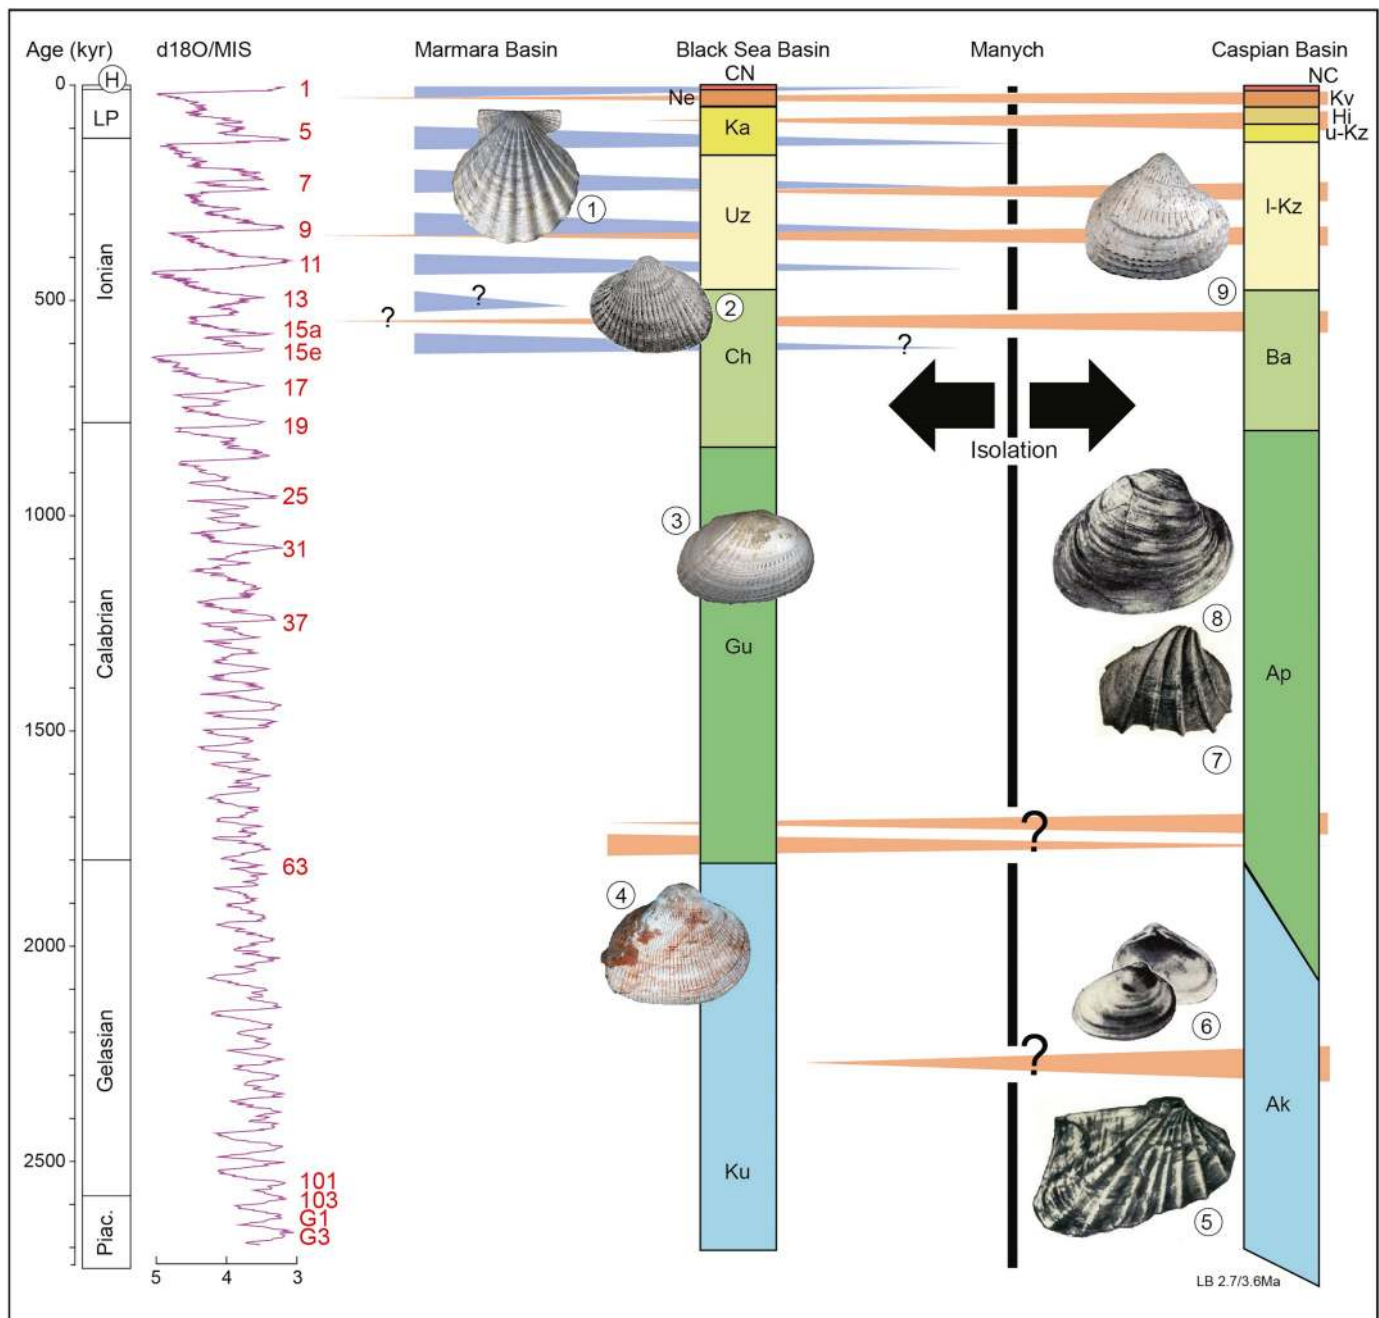 Age (kyr) d18O/MIS Marmara Basin Black Sea Basin Manych Caspian Basin
CN NC
0 H 1
Ne Kv
LP Hi
5 Ka u-Kz
7
1 Uz l-Kz
9
Ionian 11
500 13 ? 2 9
15a ?
15e Ch ? Ba
17
19
Isolation
25
1000 3
31
8
37
Calabrian Gu Ap
1500 7
?
63
4
2000
6
Gelasian ?
Ak
2500 101 Ku
103 5
G1
Piac. G3
5 4 3 LB 2.7/3.6Ma